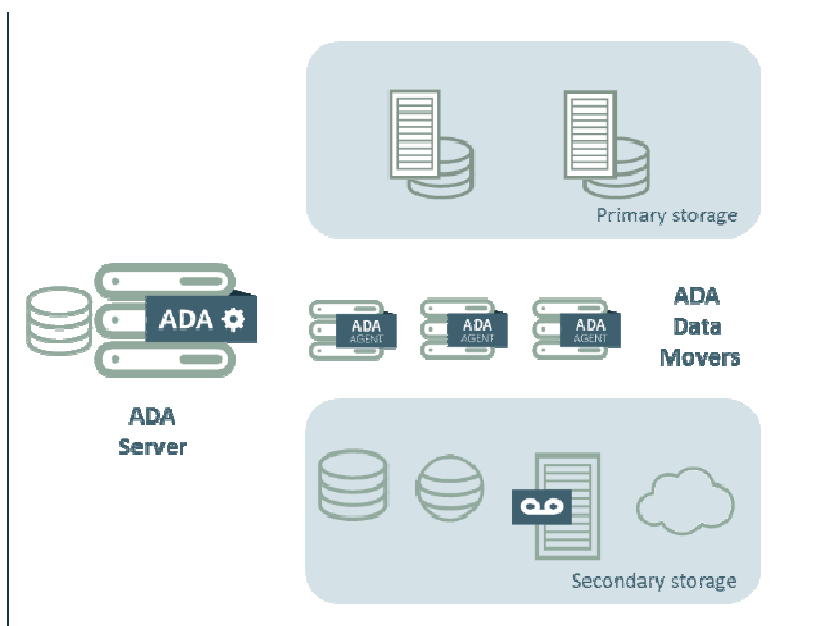 Primary storage
ADA
ADA
AGENT
ADA
AGENT
ADA
AGENT
ADA
Data
Movers
ADA
Server
Secondary storage